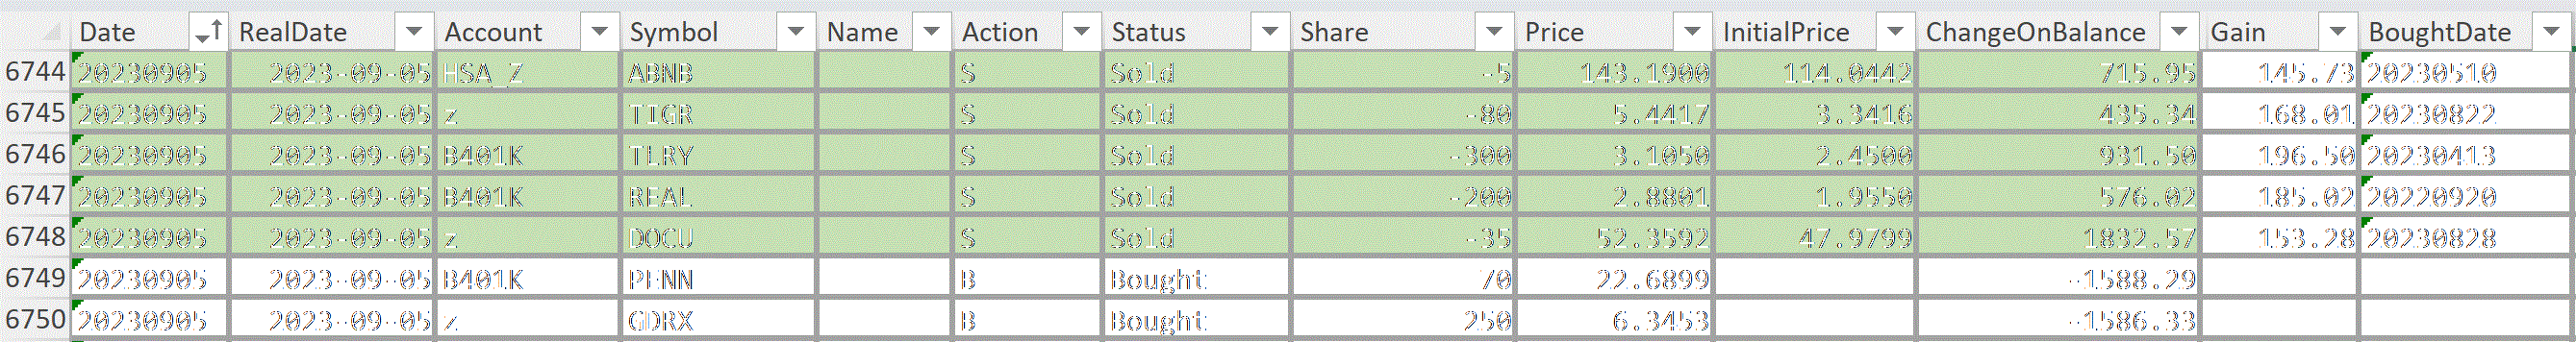 Date RealDate Account Symbol Name Action Status Share Price InitialPrice ChangeOnBalance Gain BoughtDate
6744 20230905 2023-09-05 HSA_Z ABNB S Sold -5 143.1900 114.0442 715.95 145.73 20230510
6745 20230905 2023-09-05 z TIGR S Sold -80 5.4417 3.3416 435.34 168.01 20230822
6746 20230905 2023-09-05 B401K TLRY S Sold -300 3.1050 2.4500 931.50 196.50 20230413
6747 20230905 2023-09-05 B401K REAL S Sold -200 2.8801 1.9550 576.02 185.02 20220920
6748 20230905 2023-09-05 z DOCU S Sold -35 52.3592 47.9799 1832.57 153.28 20230828
6749 20230905 2023-09-05 B401K PENN B Bought 70 22.6899 -1588.29
6750 20230905 2023-09-05 z GDRX B Bought 250 6.3453 -1586.33